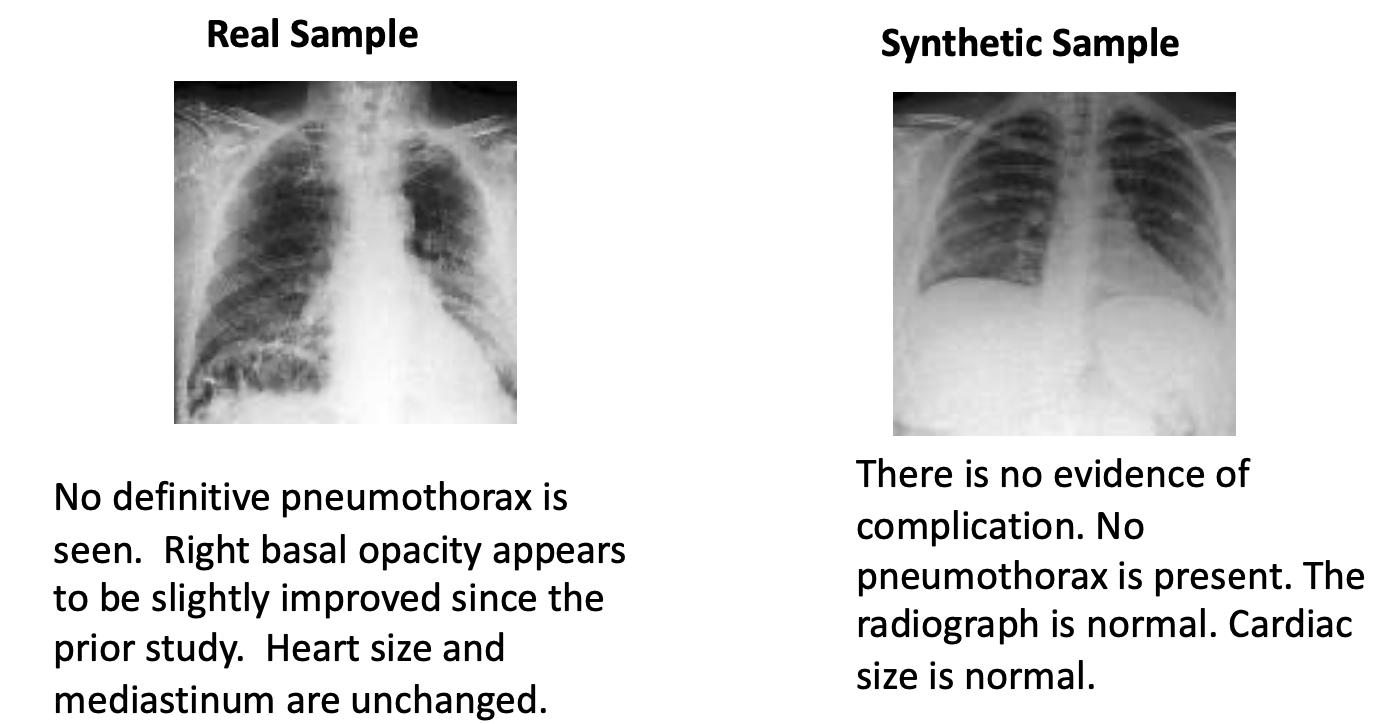 Real Sample
No definitive pneumothorax is
seen.  Right basal opacity appears
to be slightly improved since the
prior study.  Heart size and
mediastinum are unchanged.
Synthetic Sample
There is no evidence of
complication. No
pneumothorax is present. The
radiograph is normal. Cardiac
size is normal.